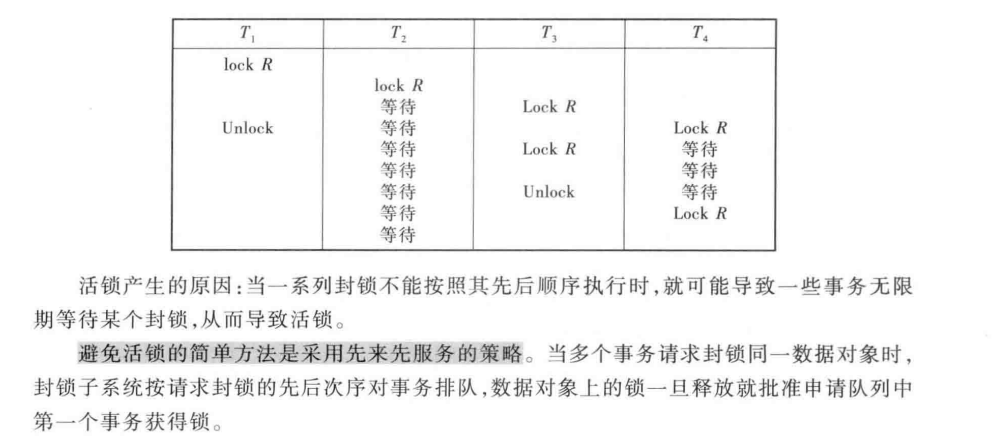 T1 T2 T3 T4
lock R
lock R
等待 Lock R
Unlock 等待 Lock R
等待 Lock R 等待
等待 等待
等待 Unlock 等待
等待 Lock R
等待
活锁产生的原因:当一系列封锁不能按照其先后顺序执行时,就可能导致一些事务无限
期等待某个封锁,从而导致活锁。
避免活锁的简单方法是采用先来先服务的策略。当多个事务请求封锁同一数据对象时,
封锁子系统按请求封锁的先后次序对事务排队,数据对象上的锁一旦释放就批准申请队列中
第一个事务获得锁。